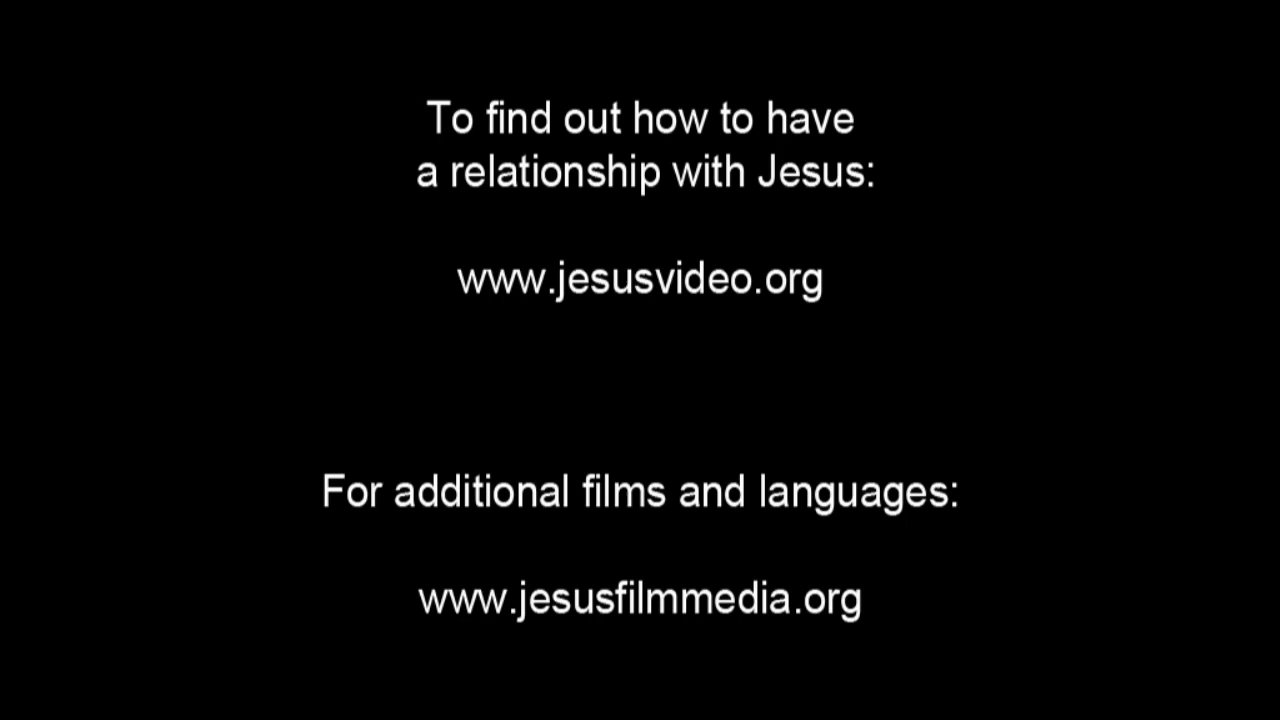 To find out how to have
a relationship with Jesus:
www.jesusvideo.org
For additional films and languages:
www.jesusfilmmedia.org